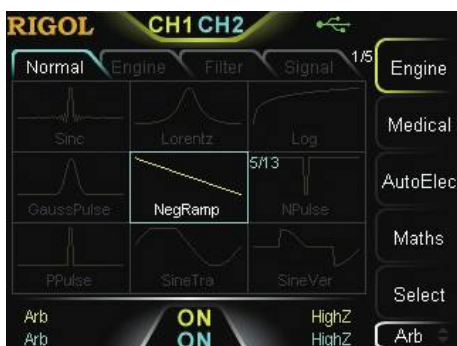 RIGOL CH1 CH2
Normal Engine Filter Signal 1/5
Sinc Lorentz Log
5/13
GaussPulse NegRamp NPulse
PPulse SineTra SineVer
Engine
Medical
AutoElec
Maths
Select
Arb
Arb ON HighZ
Arb ON HighZ